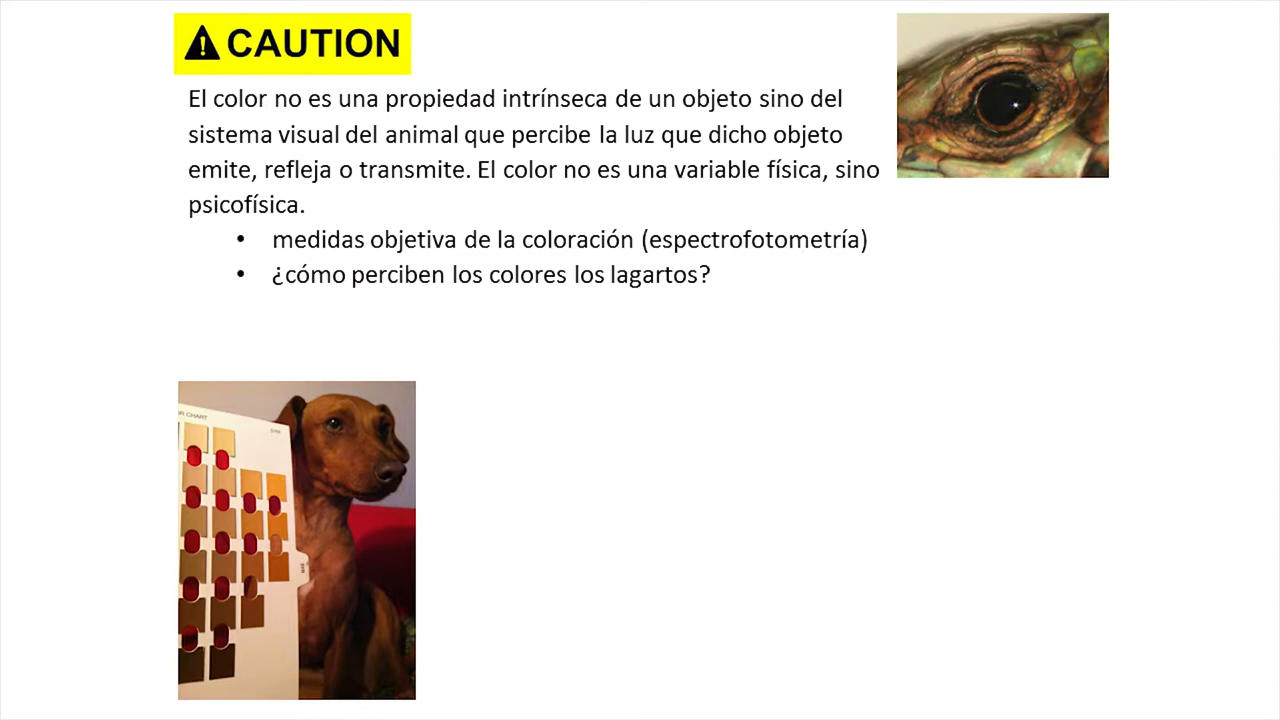 CAUTION
El color no es una propiedad intrínseca de un objeto sino del
sistema visual del animal que percibe la luz que dicho objeto
emite, refleja o transmite. El color no es una variable física, sino
psicofísica.
• medidas objetiva de la coloración (espectrofotometría)
• ¿cómo perciben los colores los lagartos?
CHART